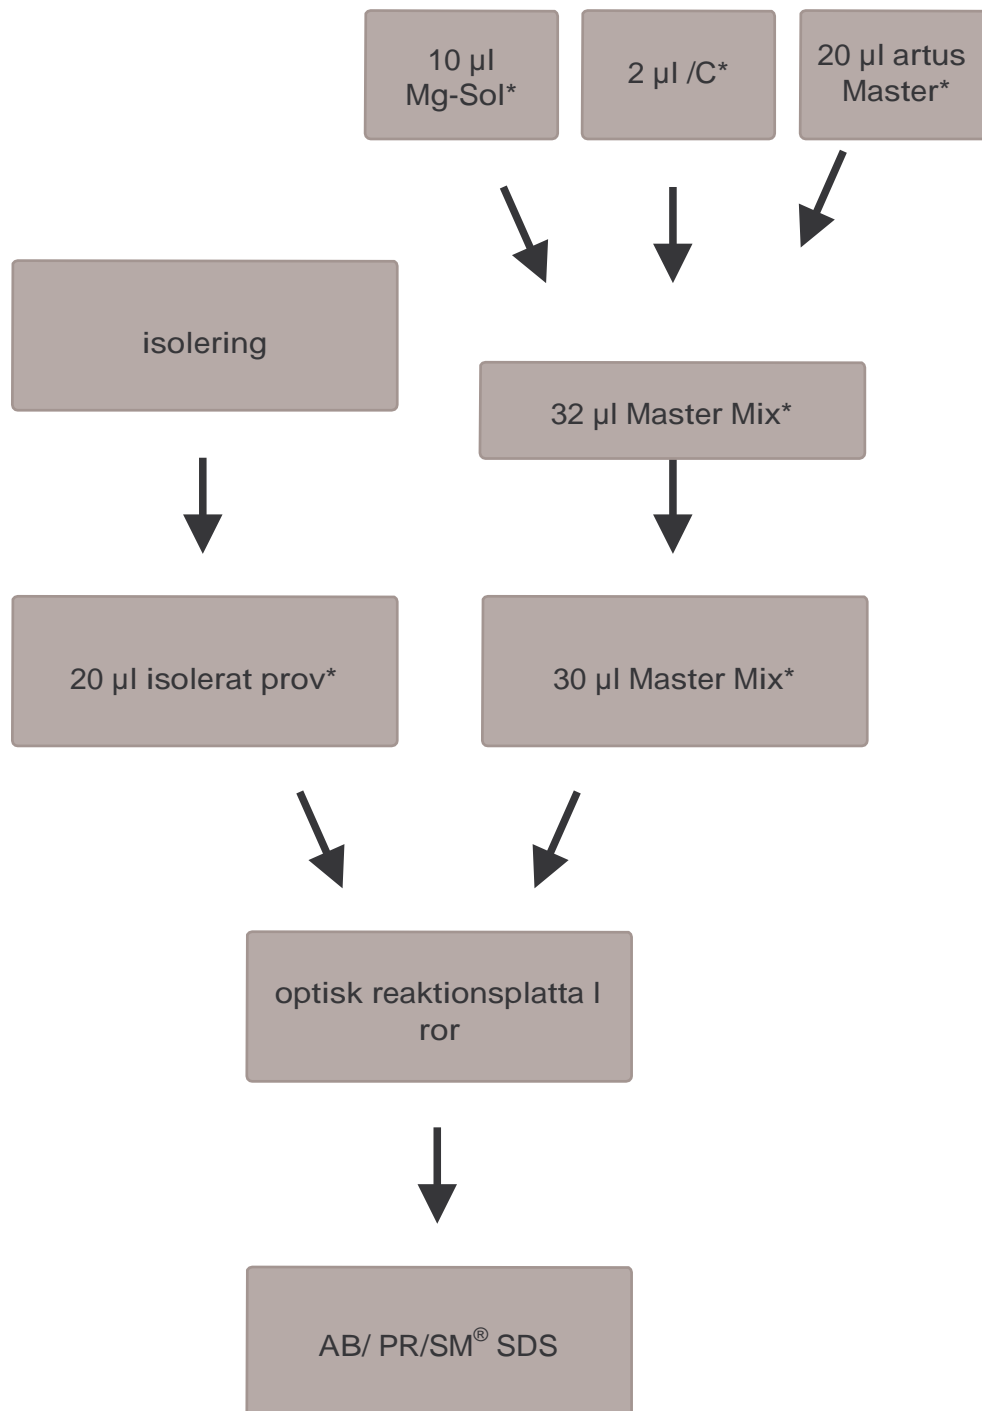 10 µl
Mg-Sol*
2 µl /C*
20 µl artus
Master*
isolering
32 µl Master Mix*
20 µl isolerat prov*
30 µl Master Mix*
optisk reaktionsplatta l
ror
AB/ PR/SM® SDS